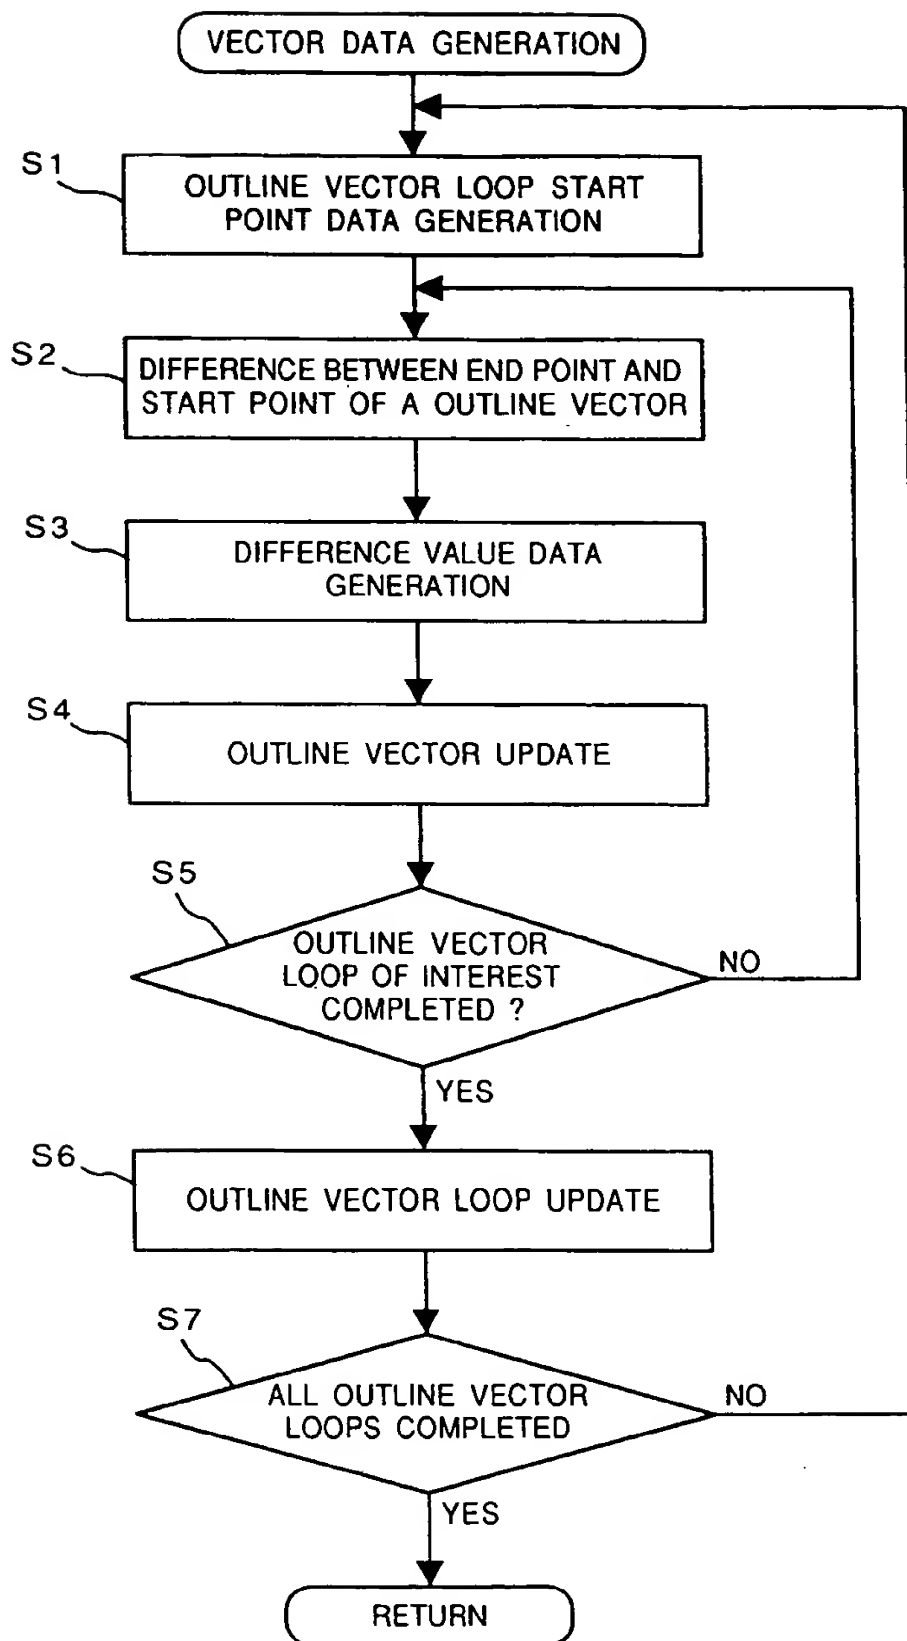 VECTOR DATA GENERATION
S1
OUTLINE VECTOR LOOP START
POINT DATA GENERATION
S2
DIFFERENCE BETWEEN END POINT AND
START POINT OF A OUTLINE VECTOR
S3
DIFFERENCE VALUE DATA
GENERATION
S4
OUTLINE VECTOR UPDATE
S5
OUTLINE VECTOR
LOOP OF INTEREST
COMPLETED ?
NO
YES
S6
OUTLINE VECTOR LOOP UPDATE
S7
ALL OUTLINE VECTOR
LOOPS COMPLETED
NO
YES
RETURN